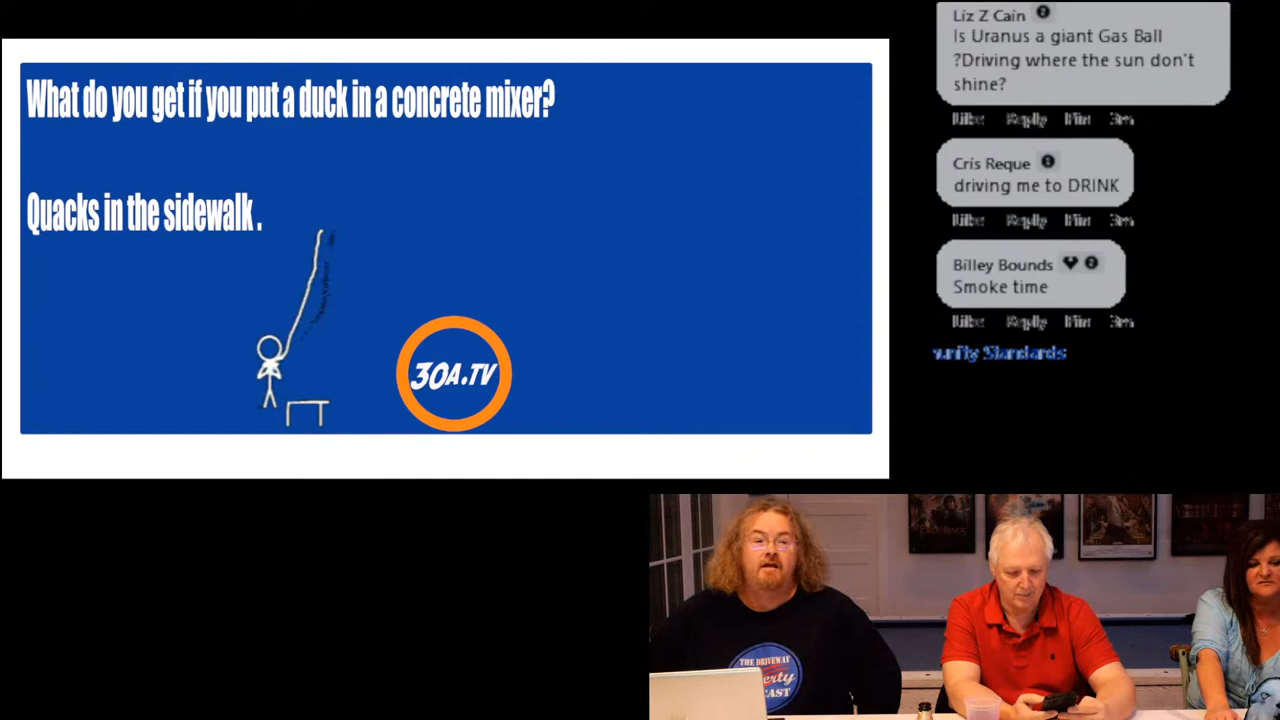 What do you get if you put a duck in a concrete mixer?
Quacks in the sidewalk .
30A.TV
Liz Z Cain
Is Uranus a giant Gas Ball
?Driving where the sun don't
shine?
Cris Reque
driving me to DRINK
Billey Bounds
Smoke time
Standards
THE DRIVEWAY